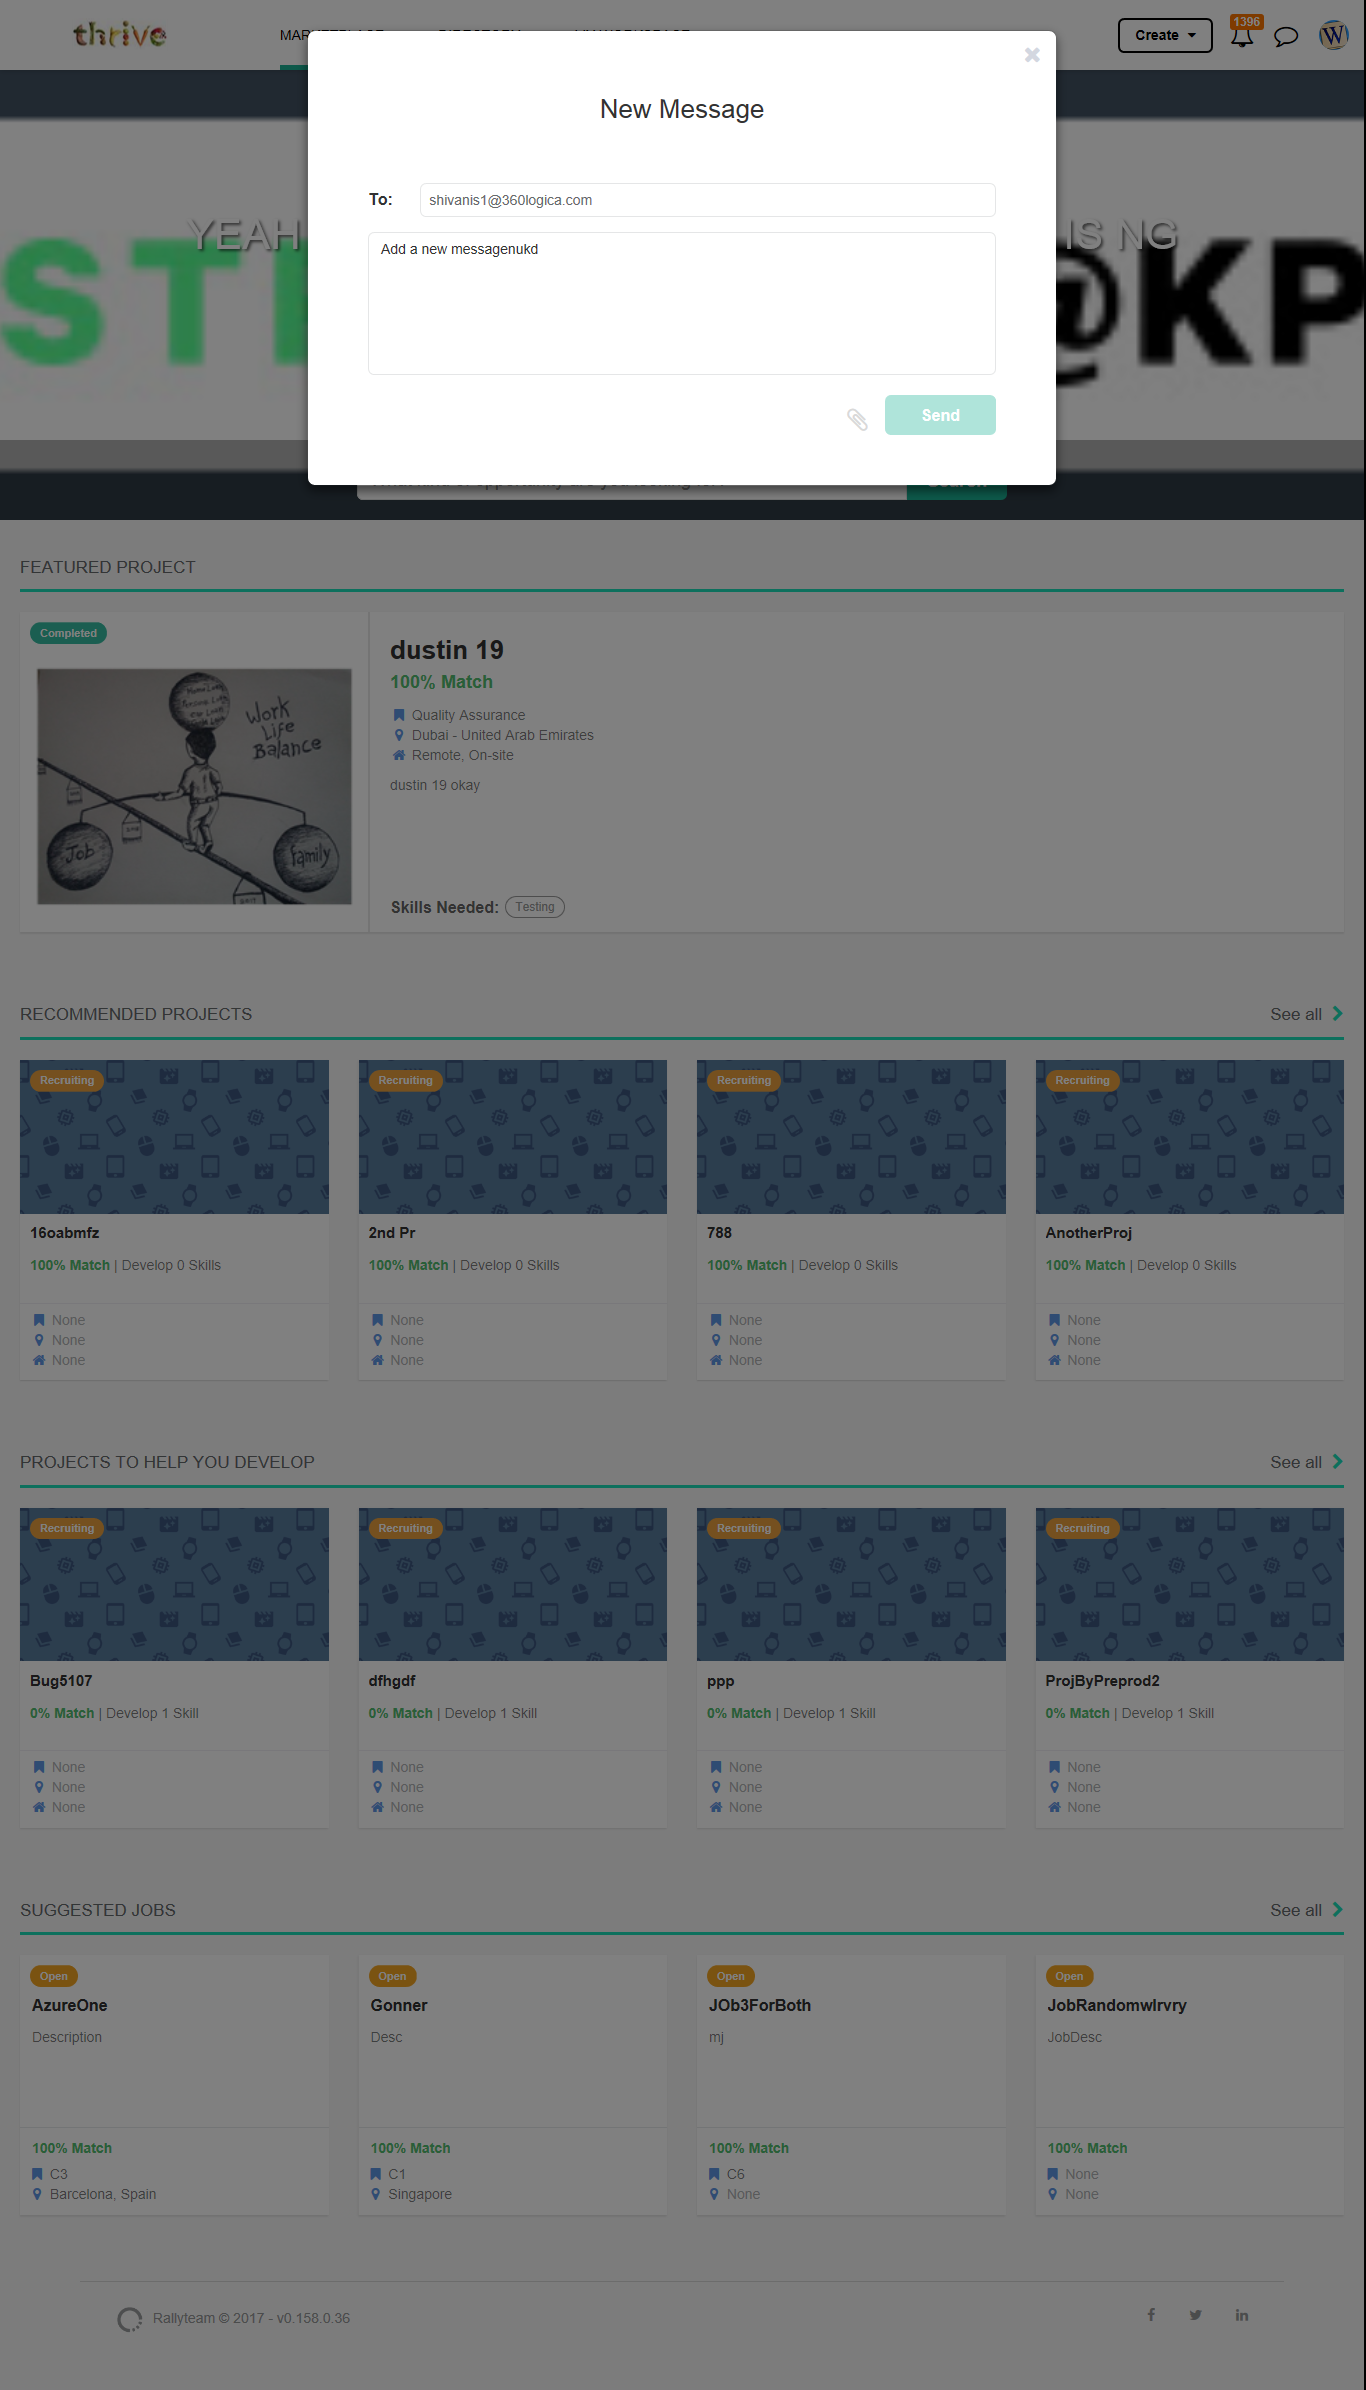 thrive
Create
1396
New Message
To:
shivanis1@360logica.com
Add a new messagenukd
YEAH
IS NG
ST
@KP
Send
FEATURED PROJECT
Completed
Work
Life
Balance
Job
family
dustin 19
100% Match
Quality Assurance
Dubai - United Arab Emirates
Remote, On-site
dustin 19 okay
Skills Needed: Testing
RECOMMENDED PROJECTS
See all
Recruiting
16oabmfz
100% Match | Develop 0 Skills
None
None
None
Recruiting
2nd Pr
100% Match | Develop 0 Skills
None
None
None
Recruiting
788
100% Match | Develop 0 Skills
None
None
None
Recruiting
AnotherProj
100% Match | Develop 0 Skills
None
None
None
PROJECTS TO HELP YOU DEVELOP
See all
Recruiting
Bug5107
0% Match | Develop 1 Skill
None
None
None
Recruiting
dfhgdf
0% Match | Develop 1 Skill
None
None
None
Recruiting
ppp
0% Match | Develop 1 Skill
None
None
None
Recruiting
ProjByPreprod2
0% Match | Develop 1 Skill
None
None
None
SUGGESTED JOBS
See all
Open
AzureOne
Description
100% Match
C3
Barcelona, Spain
Open
Gonner
Desc
100% Match
C1
Singapore
Open
JOb3ForBoth
mj
100% Match
C6
None
Open
JobRandomwlrvry
JobDesc
100% Match
None
None
Rallyteam © 2017 - v0.158.0.36